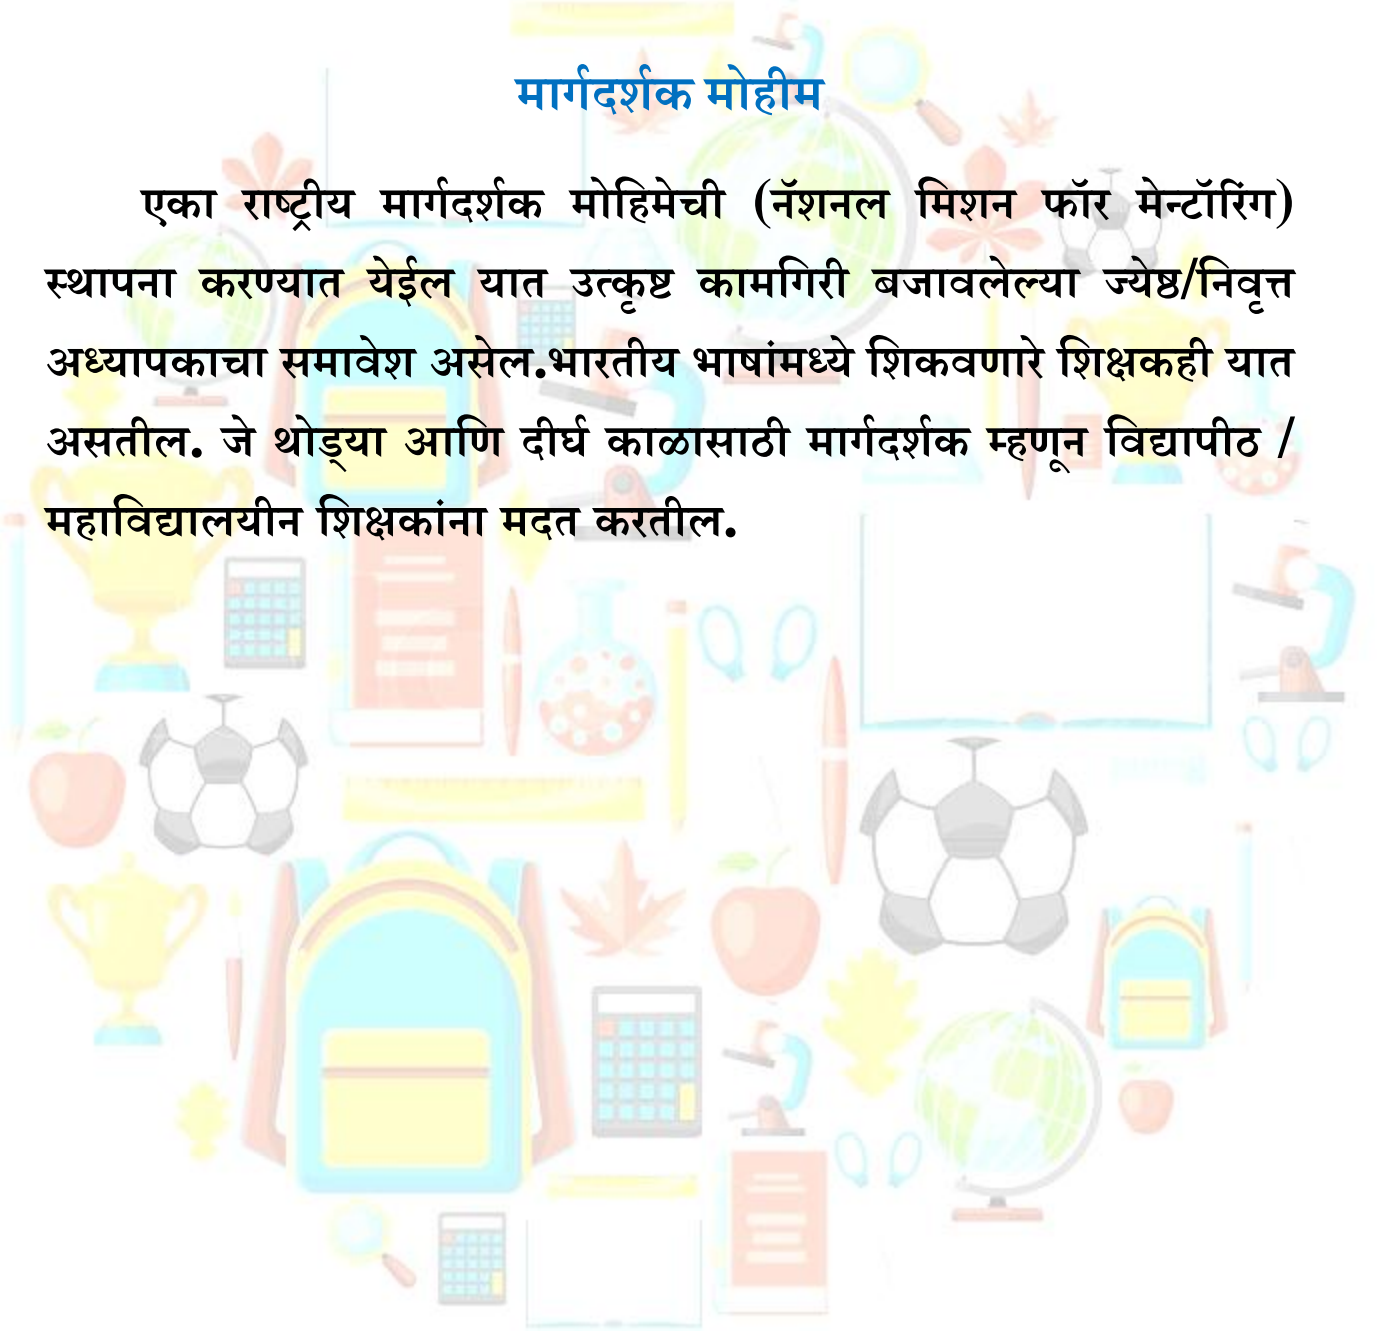 मार्गदर्शक मोहीम
एका राष्ट्रीय मार्गदर्शक मोहिमेची (नॅशनल मिशन फॉर मेन्टॉरिंग)
स्थापना करण्यात येईल यात उत्कृष्ट कामगिरी बजावलेल्या ज्येष्ठ/निवृत्त
अध्यापकाचा समावेश असेल.भारतीय भाषांमध्ये शिकवणारे शिक्षकही यात
असतील. जे थोड्या आणि दीर्घ काळासाठी मार्गदर्शक म्हणून विद्यापीठ /
महाविद्यालयीन शिक्षकांना मदत करतील.